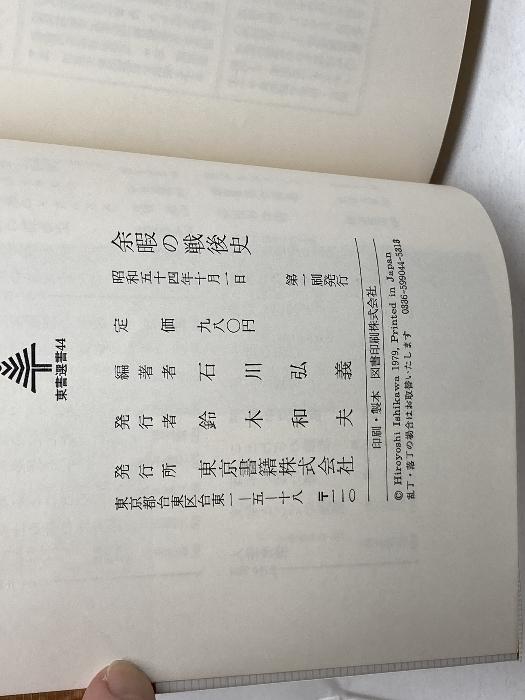 余暇の戦後史
昭和五十四年十月一日 第一刷発行
定価 九八〇円
編著者 石川弘義
発行者 鈴木和夫
発行所 東京書籍株式会社
東京都台東区台東一―五―十八 〒一一〇
印刷・製本 図書印刷株式会社
© Hiroyoshi Ishikawa 1979, Printed in Japan
乱丁・落丁の場合はお取替いたします 0336-599044-5313
東書選書44